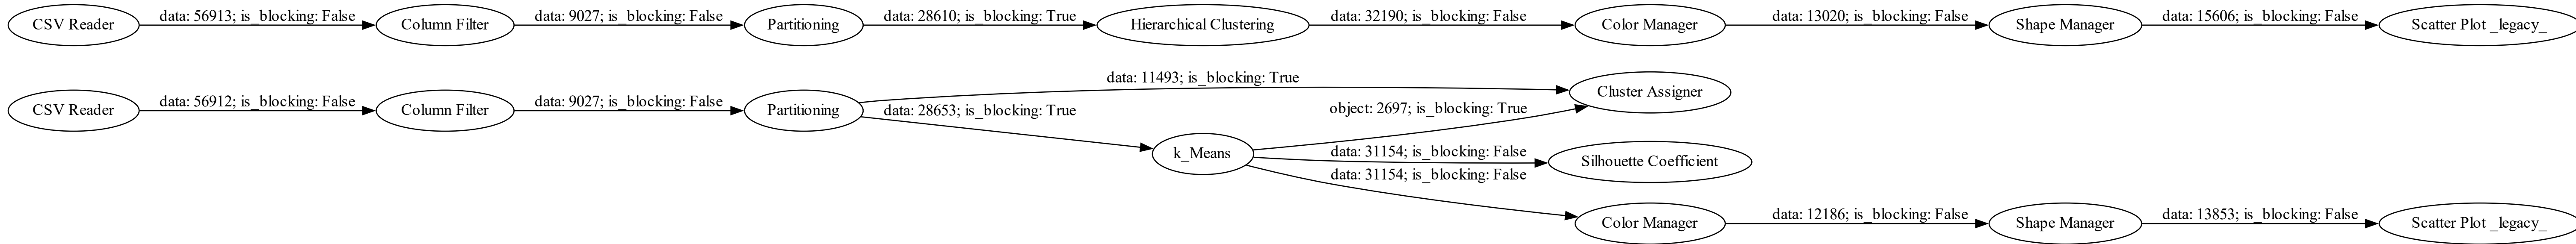 CSV Reader
data: 56913; is_blocking: False
Column Filter
data: 9027; is_blocking: False
Partitioning
data: 28610; is_blocking: True
Hierarchical Clustering
data: 32190; is_blocking: False
Color Manager
data: 13020; is_blocking: False
Shape Manager
data: 15606; is_blocking: False
Scatter Plot _legacy_
CSV Reader
data: 56912; is_blocking: False
Column Filter
data: 9027; is_blocking: False
Partitioning
data: 11493; is_blocking: True
Cluster Assigner
data: 28653; is_blocking: True
k_Means
object: 2697; is_blocking: True
data: 31154; is_blocking: False
Silhouette Coefficient
data: 31154; is_blocking: False
Color Manager
data: 12186; is_blocking: False
Shape Manager
data: 13853; is_blocking: False
Scatter Plot _legacy_